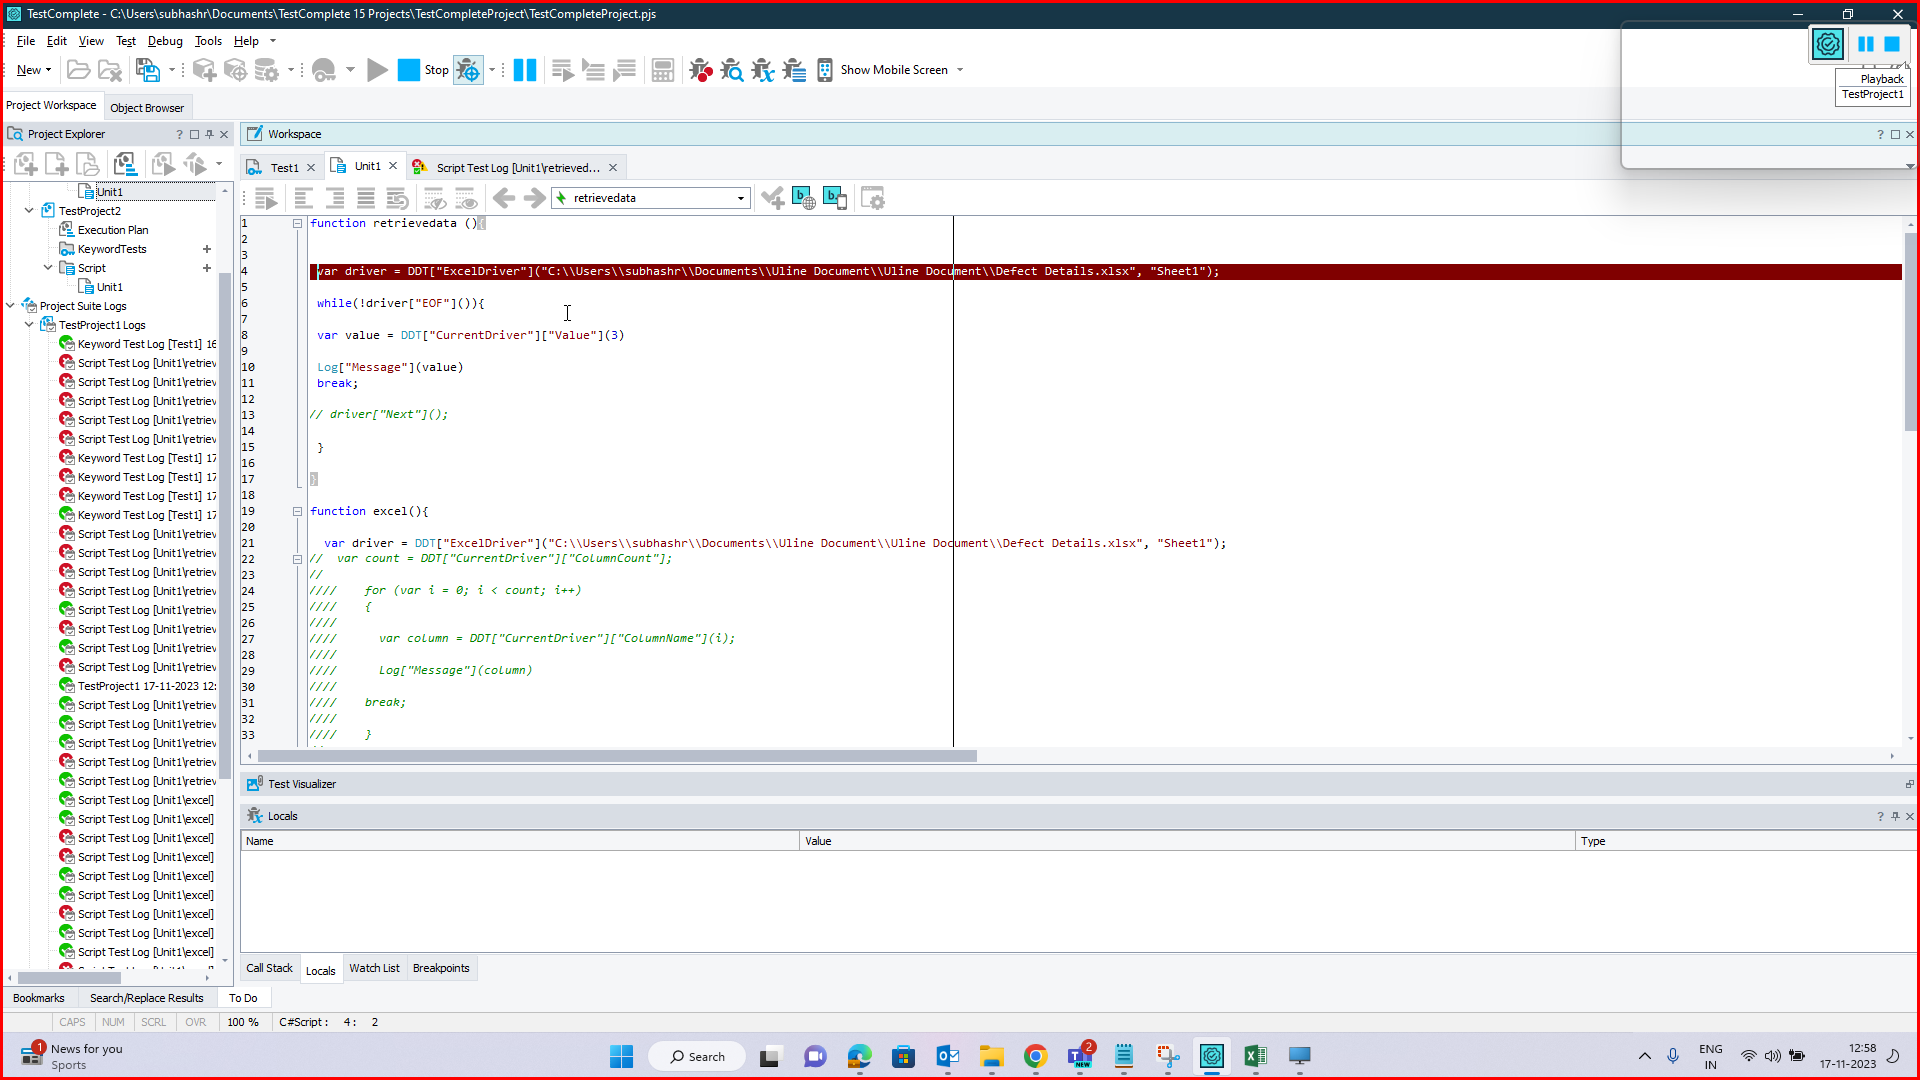 TestComplete - C:\Users\subhashr\Documents\TestComplete 15 Projects\TestCompleteProject\TestCompleteProject.pjs
File Edit View Test Debug Tools Help
New Stop Show Mobile Screen
Playback
TestProject1
Project Workspace Object Browser
Project Explorer
Workspace
Test1 Unit1 Script Test Log [Unit1\retrieved...
retrievedata
Unit1
TestProject2
Execution Plan
KeywordTests
Script
Unit1
Project Suite Logs
TestProject1 Logs
Keyword Test Log [Test1] 16
Script Test Log [Unit1\retriev
Script Test Log [Unit1\retriev
Script Test Log [Unit1\retriev
Script Test Log [Unit1\retriev
Script Test Log [Unit1\retriev
Keyword Test Log [Test1] 17
Keyword Test Log [Test1] 17
Keyword Test Log [Test1] 17
Keyword Test Log [Test1] 17
Script Test Log [Unit1\retriev
Script Test Log [Unit1\retriev
Script Test Log [Unit1\retriev
Script Test Log [Unit1\retriev
Script Test Log [Unit1\retriev
Script Test Log [Unit1\retriev
Script Test Log [Unit1\retriev
Script Test Log [Unit1\retriev
TestProject1 17-11-2023 12:
Script Test Log [Unit1\retriev
Script Test Log [Unit1\retriev
Script Test Log [Unit1\retriev
Script Test Log [Unit1\retriev
Script Test Log [Unit1\retriev
Script Test Log [Unit1\excel]
Script Test Log [Unit1\excel]
Script Test Log [Unit1\excel]
Script Test Log [Unit1\excel]
Script Test Log [Unit1\excel]
Script Test Log [Unit1\excel]
Script Test Log [Unit1\excel]
Script Test Log [Unit1\excel]
Script Test Log [Unit1\excel]
1 function retrievedata (){
2
3
4 var driver = DDT["ExcelDriver"]("C:\\Users\\subhashr\\Documents\\Uline Document\\Uline Document\\Defect Details.xlsx", "Sheet1");
5
6 while(!driver["EOF"]()){
7
8 var value = DDT["CurrentDriver"]["Value"](3)
9
10 Log["Message"](value)
11 break;
12
13 // driver["Next"]();
14
15 }
16
17 }
18
19 function excel(){
20
21 var driver = DDT["ExcelDriver"]("C:\\Users\\subhashr\\Documents\\Uline Document\\Uline Document\\Defect Details.xlsx", "Sheet1");
22 // var count = DDT["CurrentDriver"]["ColumnCount"];
23 //
24 //// for (var i = 0; i < count; i++)
25 //// {
26 ////
27 //// var column = DDT["CurrentDriver"]["ColumnName"](i);
28 ////
29 //// Log["Message"](column)
30 ////
31 //// break;
32 ////
33 //// }
Test Visualizer
Locals
Name Value Type
Call Stack Locals Watch List Breakpoints
Bookmarks Search/Replace Results To Do
CAPS NUM SCRL OVR 100 % C#Script : 4 : 2
1 News for you
Sports
Search
2
NEW
ENG
IN
12:58
17-11-2023